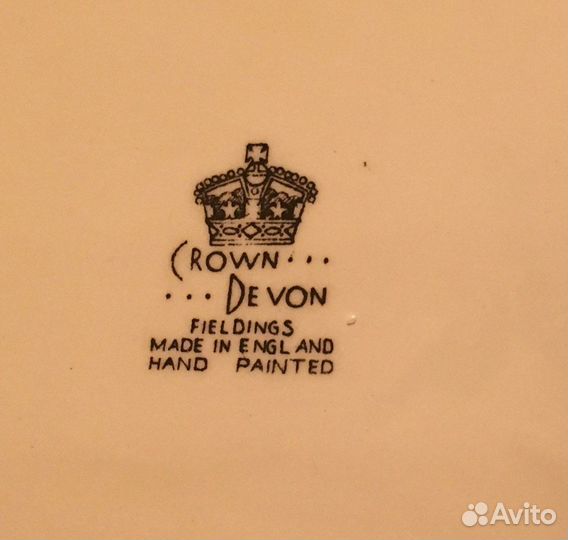 CROWN...
...DEVON
FIELDINGS
MADE IN ENGLAND
HAND PAINTED
Avito